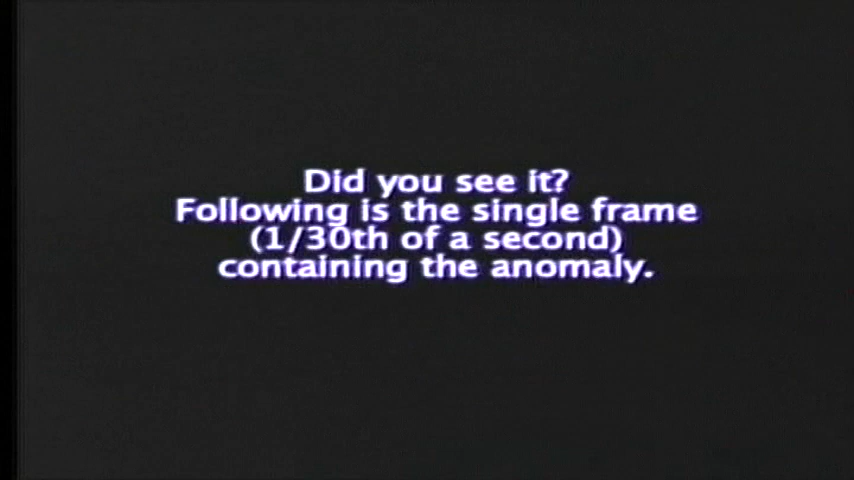 Did you see it?
Following is the single frame
(1/30th of a second)
containing the anomaly.